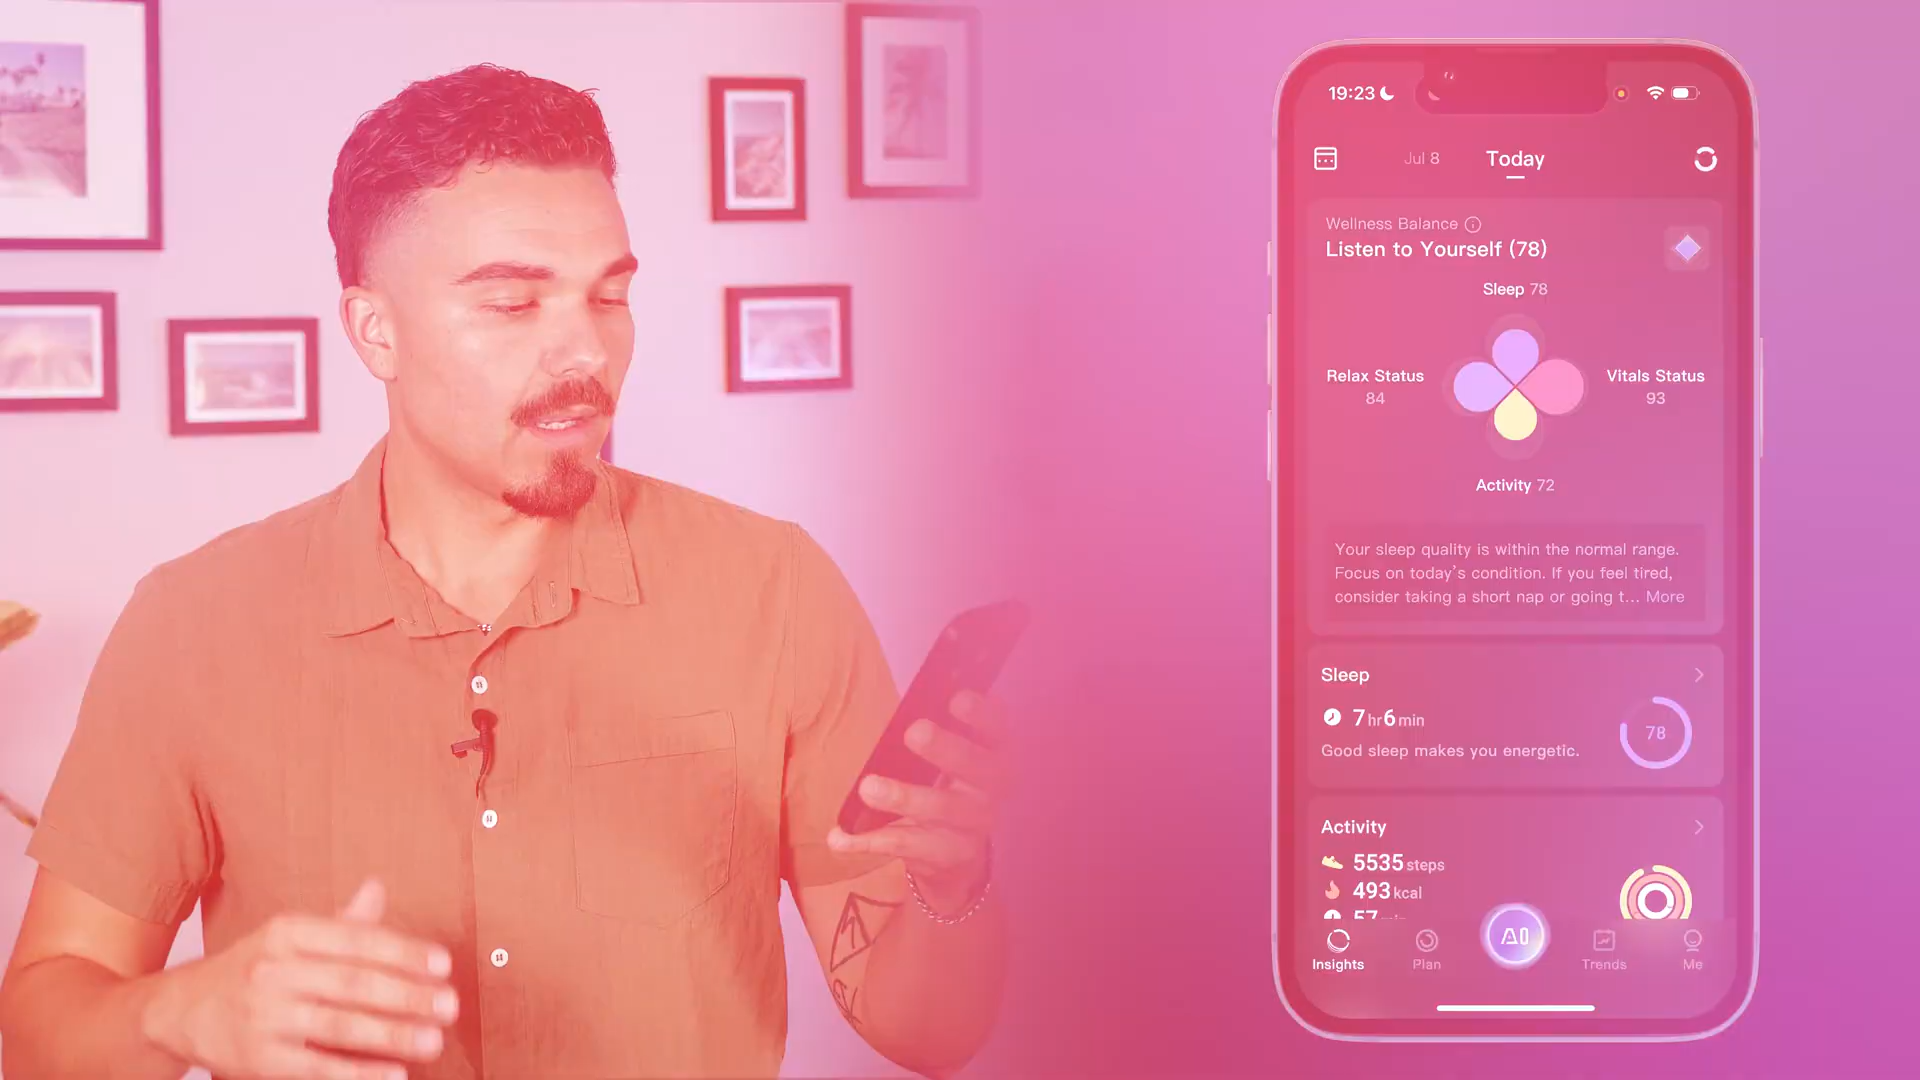 19:23
Jul 8 Today
Wellness Balance
Listen to Yourself (78)
Sleep 78
Relax Status
84
Vitals Status
93
Activity 72
Your sleep quality is within the normal range.
Focus on today's condition. If you feel tired,
consider taking a short nap or going t... More
Sleep
7hr6min
Good sleep makes you energetic.
78
Activity
5535 steps
493 kcal
57 min
AI
Insights Plan Trends Me